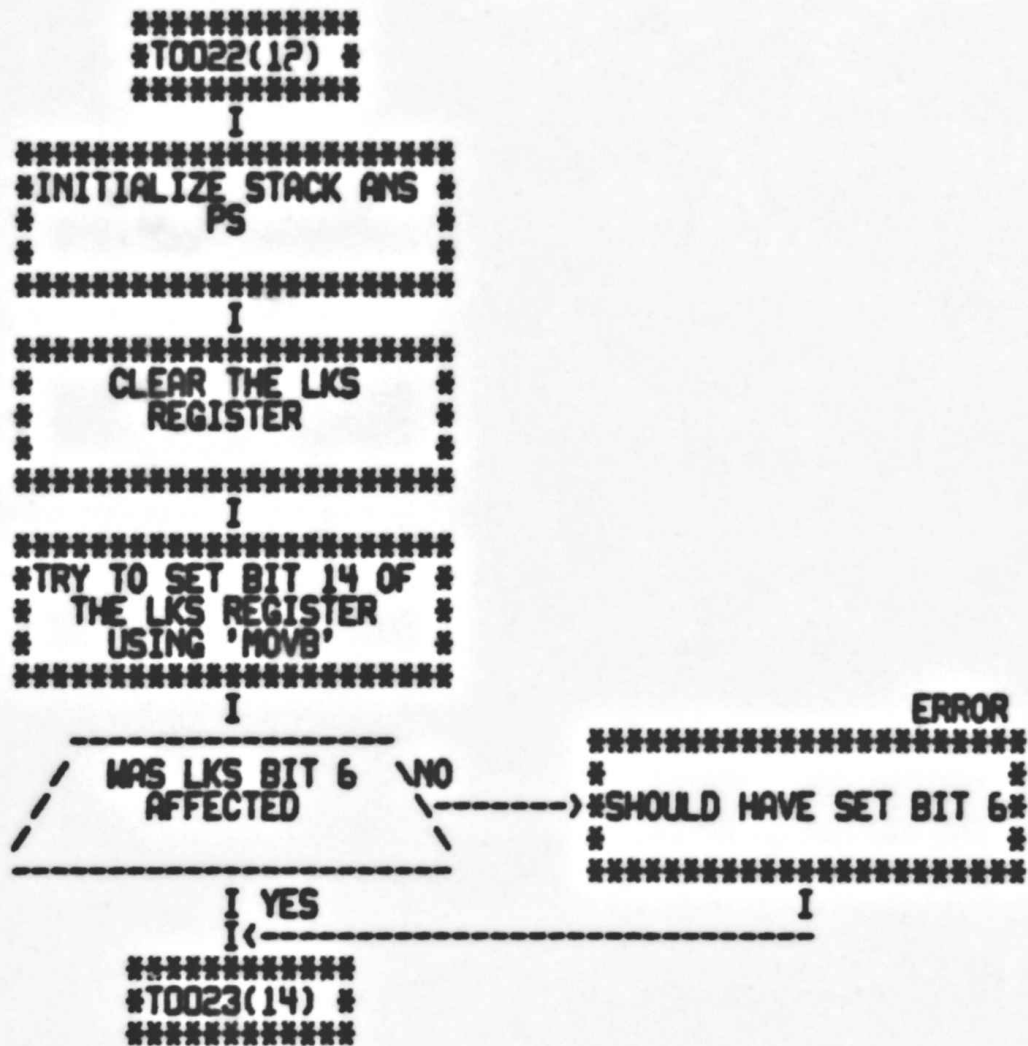 T0022(12)
INITIALIZE STACK ANS
PS
CLEAR THE LKS
REGISTER
TRY TO SET BIT 14 OF
THE LKS REGISTER
USING 'MOVB'
ERROR
WAS LKS BIT 6 NO
AFFECTED
SHOULD HAVE SET BIT 6
YES
T0023(14)